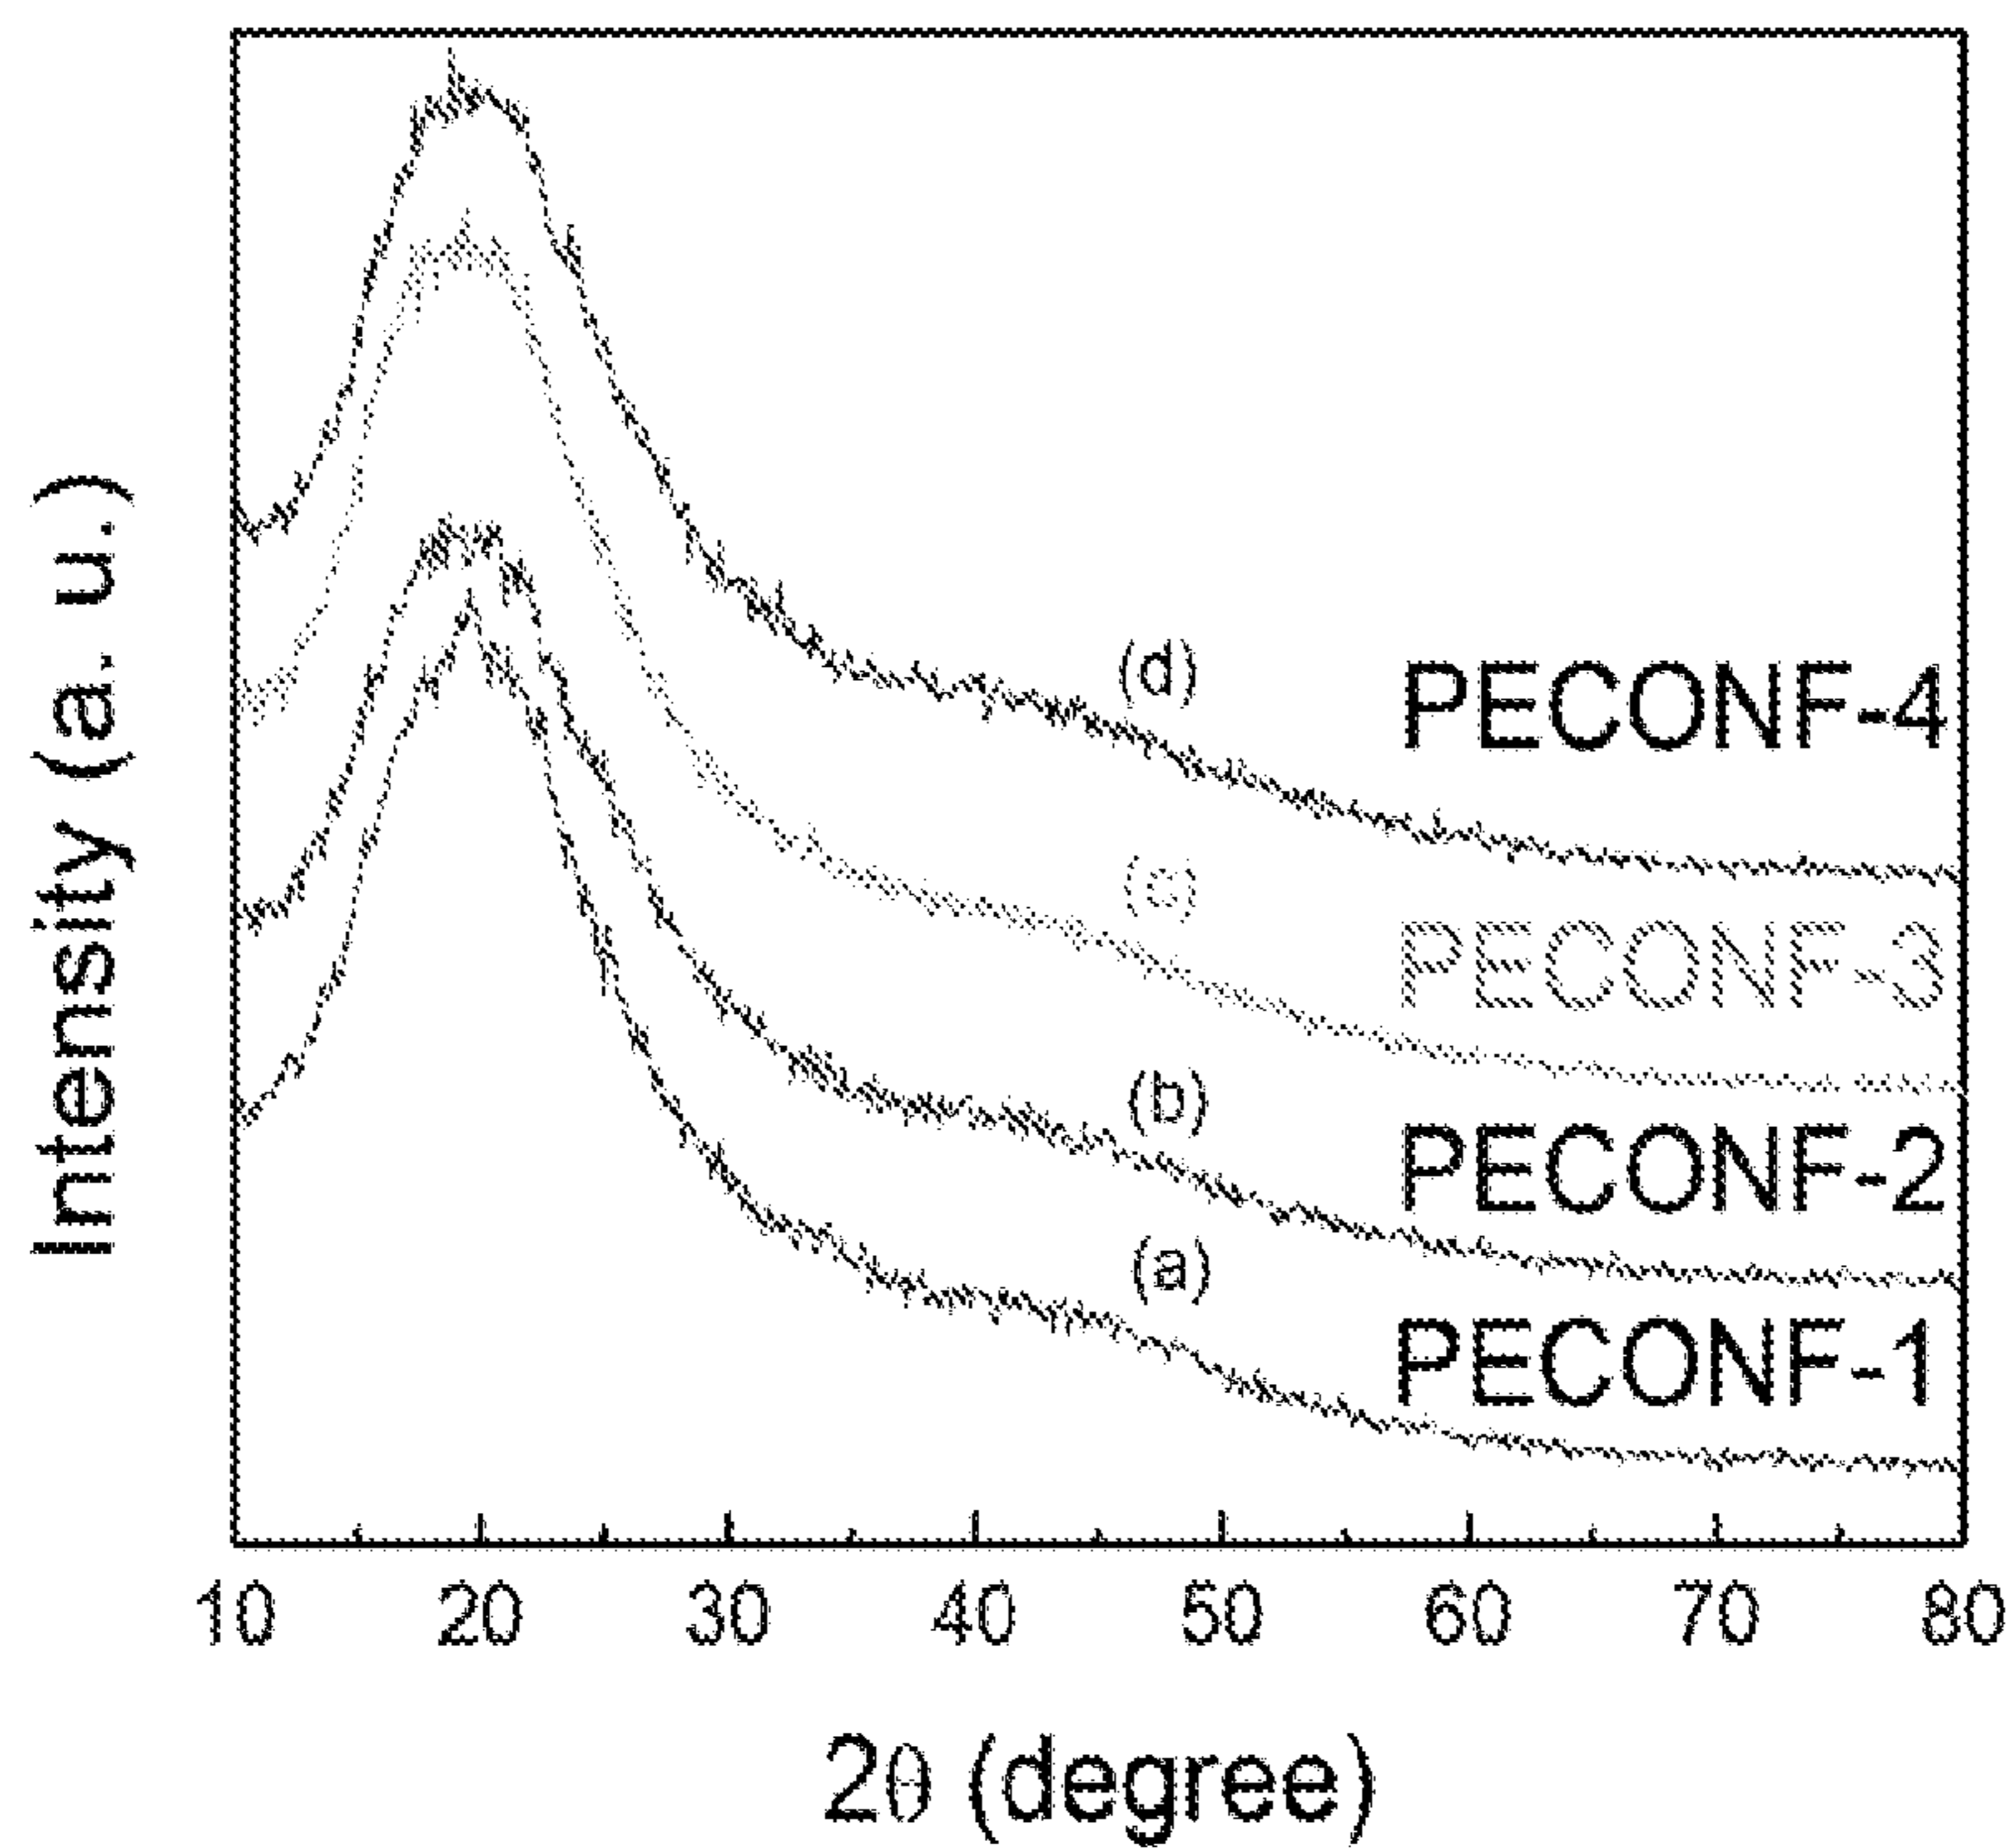 Intensity (a. u.)
(d)
PECONF-4
(c)
PECONF-3
(b)
PECONF-2
(a)
PECONF-1
10 20 30 40 50 60 70 80
2θ (degree)